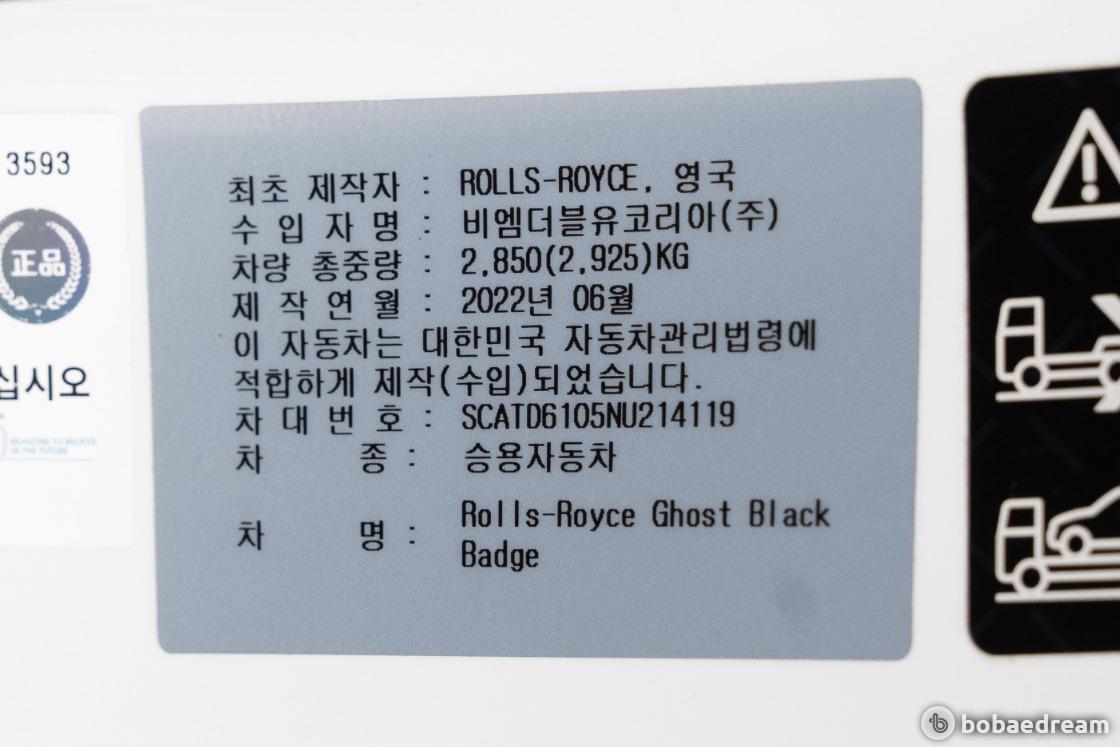 3593
正品
십시오
최초 제작자 : ROLLS-ROYCE, 영국
수 입 자 명 : 비엠더블유코리아(주)
차량 총중량 : 2,850(2,925)KG
제 작 연 월 : 2022년 06월
이 자동차는 대한민국 자동차관리법령에
적합하게 제작(수입)되었습니다.
차 대 번 호 : SCATD6105NU214119
차 종 : 승용자동차
차 명 : Rolls-Royce Ghost Black
Badge
bobaedream